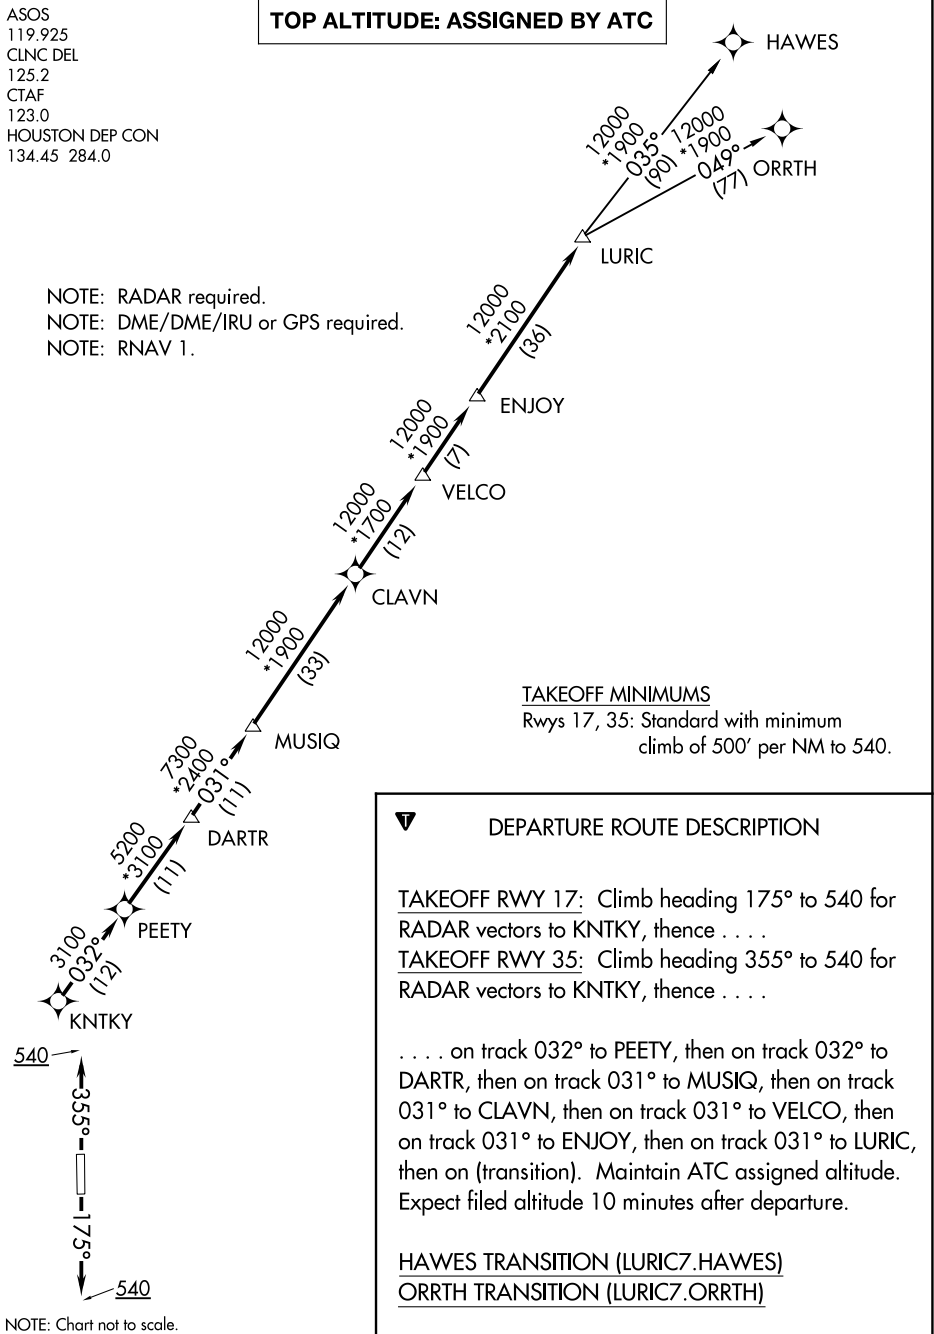 ASOS
119.925
CLNC DEL
125.2
CTAF
123.0
HOUSTON DEP CON
134.45 284.0
TOP ALTITUDE: ASSIGNED BY ATC
HAWES
12000
*1900
035°
(90)
12000
*1900
049°
(77)
ORRTH
LURIC
NOTE: RADAR required.
NOTE: DME/DME/IRU or GPS required.
NOTE: RNAV 1.
12000
*2100
(36)
ENJOY
12000
*1900
(7)
VELCO
12000
*1700
(12)
CLAVN
12000
*1900
(33)
MUSIQ
TAKEOFF MINIMUMS
Rwys 17, 35: Standard with minimum
climb of 500' per NM to 540.
7300
*2400
031°
(11)
DARTR
5200
*3100
(11)
PEETY
3100
032°
(12)
KNTKY
540
355°
175°
540
NOTE: Chart not to scale.
T
DEPARTURE ROUTE DESCRIPTION
TAKEOFF RWY 17: Climb heading 175° to 540 for
RADAR vectors to KNTKY, thence . . . .
TAKEOFF RWY 35: Climb heading 355° to 540 for
RADAR vectors to KNTKY, thence . . . .
. . . . on track 032° to PEETY, then on track 032° to
DARTR, then on track 031° to MUSIQ, then on track
031° to CLAVN, then on track 031° to VELCO, then
on track 031° to ENJOY, then on track 031° to LURIC,
then on (transition). Maintain ATC assigned altitude.
Expect filed altitude 10 minutes after departure.
HAWES TRANSITION (LURIC7.HAWES)
ORRTH TRANSITION (LURIC7.ORRTH)